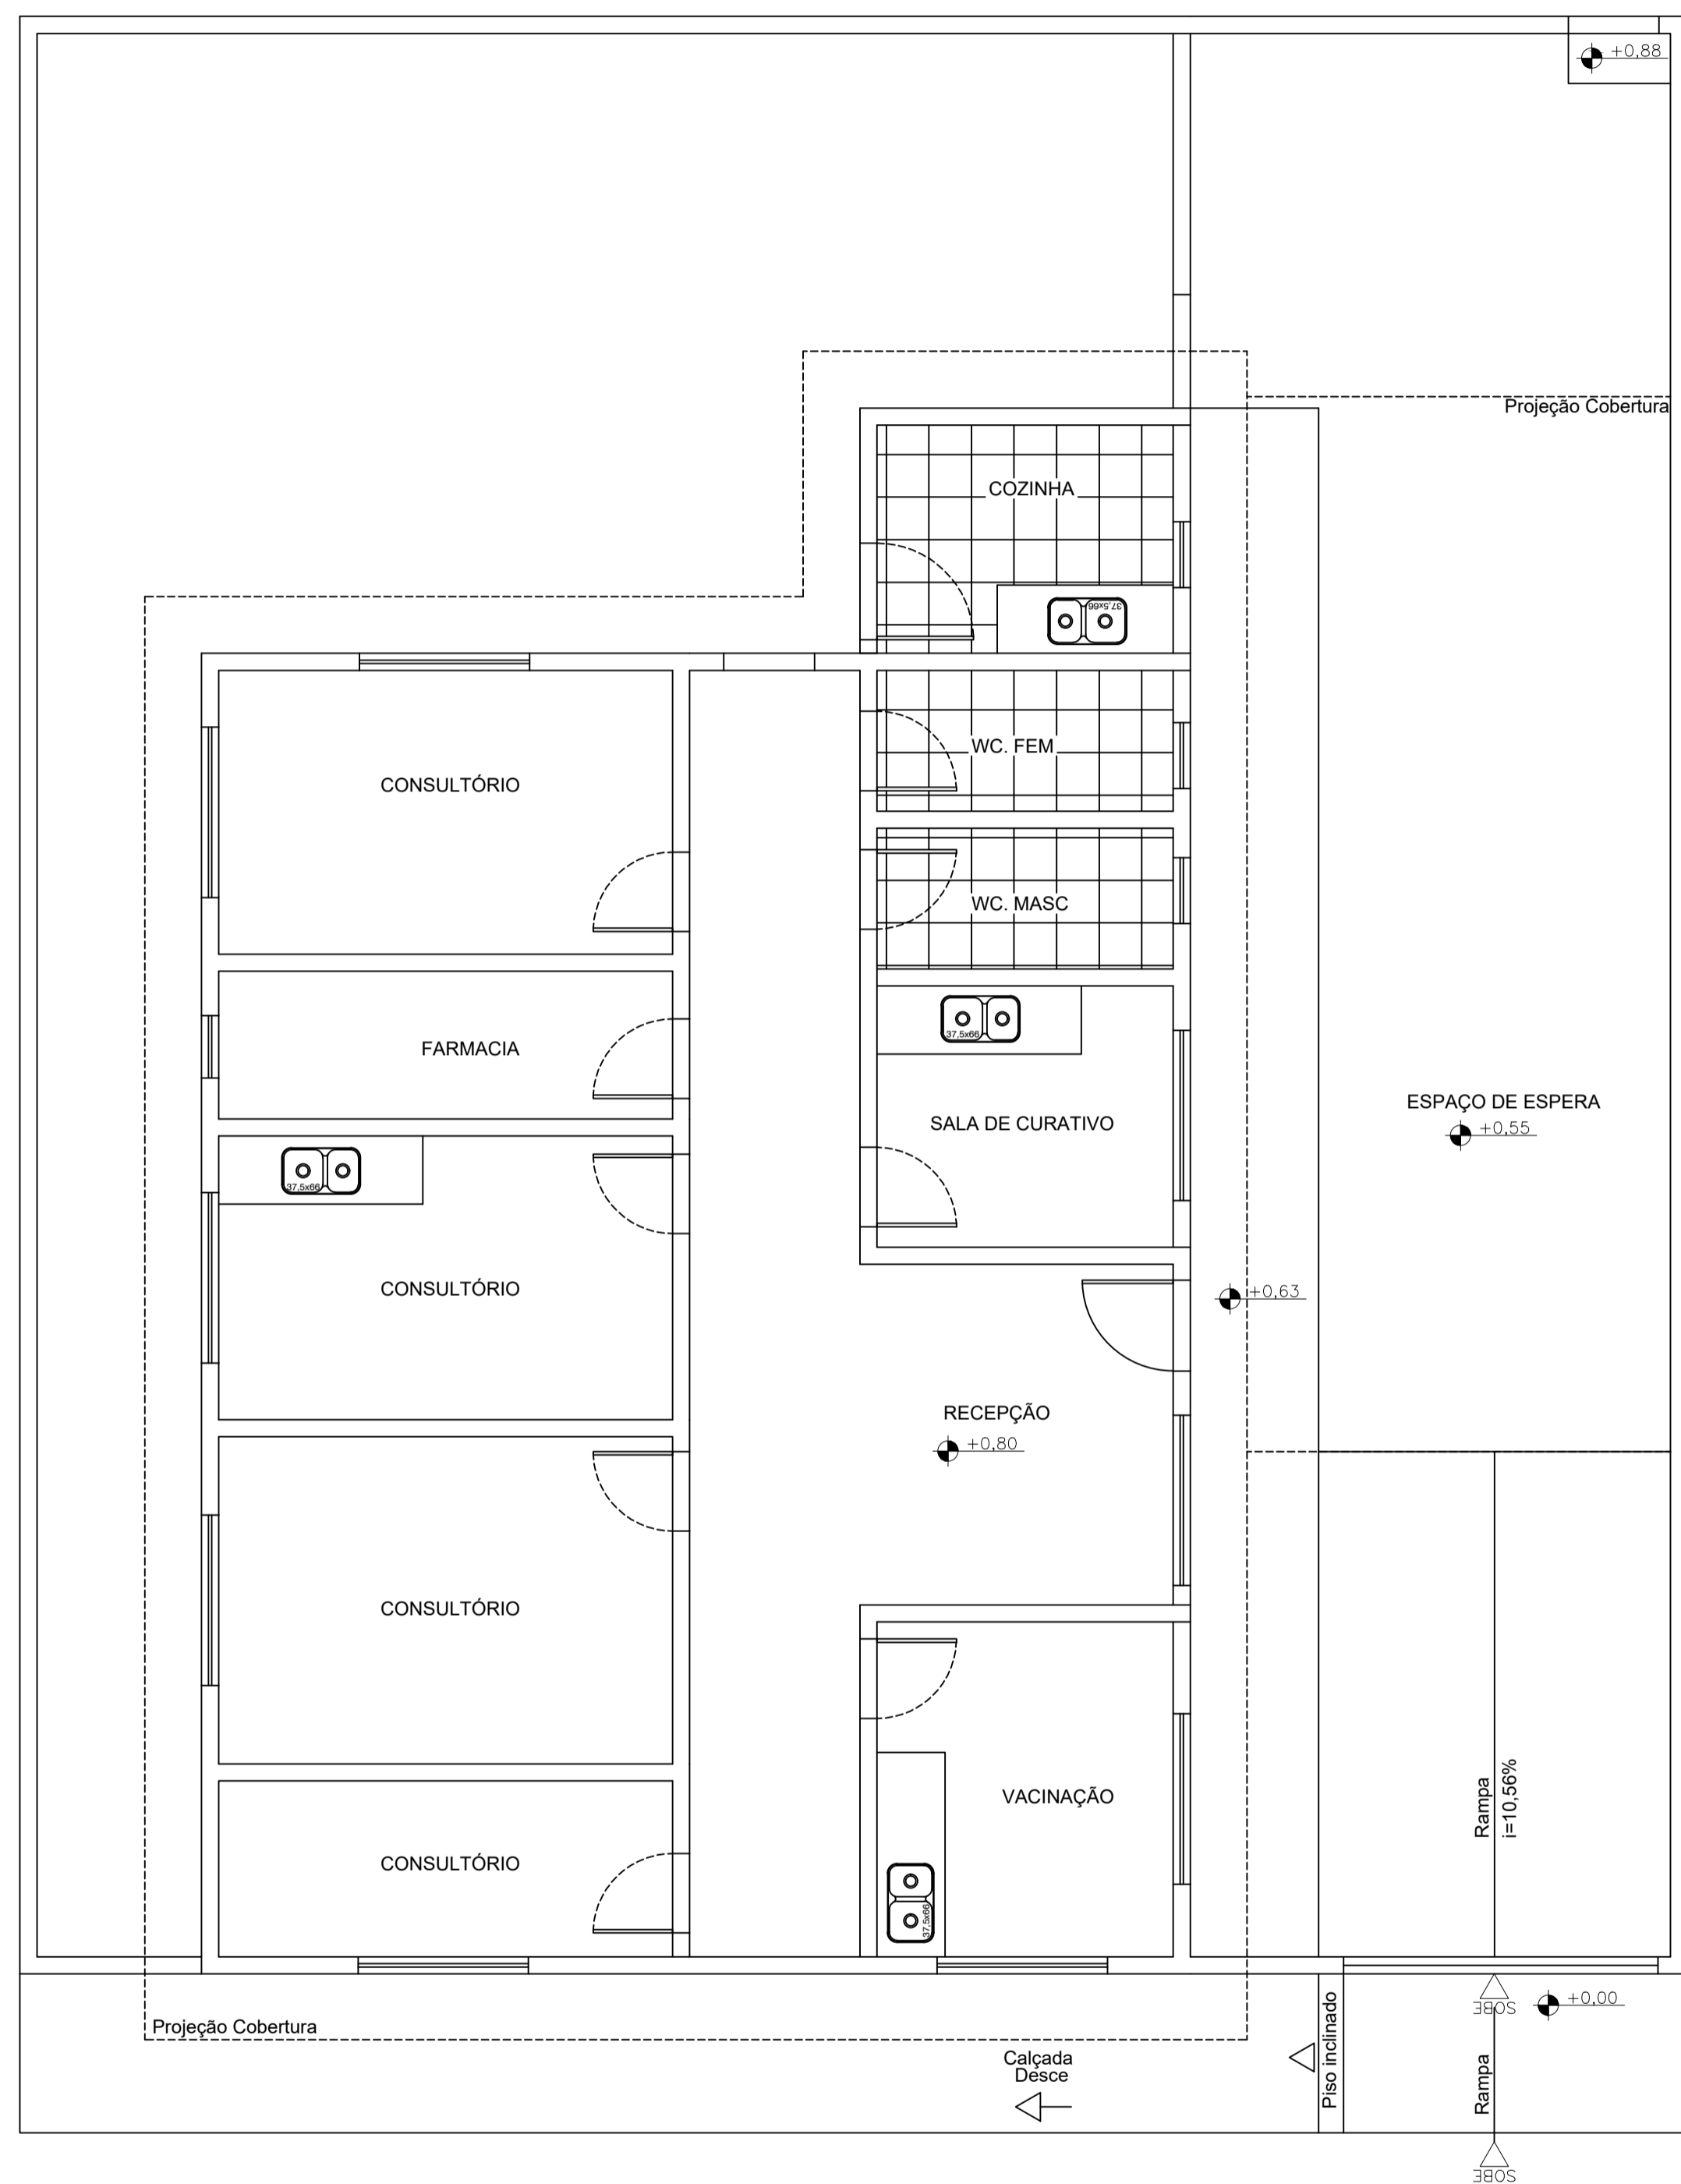 +0,88
Projeção Cobertura
COZINHA
37,5x66
WC. FEM
CONSULTÓRIO
WC. MASC
37,5x66
FARMACIA
ESPAÇO DE ESPERA
+0,55
SALA DE CURATIVO
37,5x66
CONSULTÓRIO
+0,63
RECEPÇÃO
+0,80
CONSULTÓRIO
VACINAÇÃO
Rampa
i=10,56%
CONSULTÓRIO
37,5x66
+0,00
SOBE
Projeção Cobertura
Calçada
Desce
Piso inclinado
Rampa
SOBE